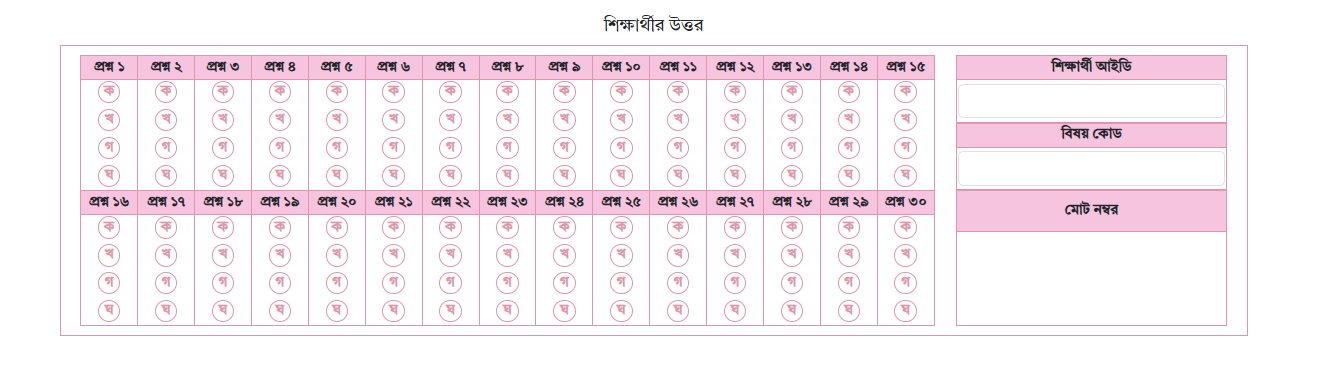 শিক্ষার্থীর উত্তর
প্রশ্ন ১ প্রশ্ন ২ প্রশ্ন ৩ প্রশ্ন ৪ প্রশ্ন ৫ প্রশ্ন ৬ প্রশ্ন ৭ প্রশ্ন ৮ প্রশ্ন ৯ প্রশ্ন ১০ প্রশ্ন ১১ প্রশ্ন ১২ প্রশ্ন ১৩ প্রশ্ন ১৪ প্রশ্ন ১৫
ক ক ক ক ক ক ক ক ক ক ক ক ক ক ক
খ খ খ খ খ খ খ খ খ খ খ খ খ খ খ
গ গ গ গ গ গ গ গ গ গ গ গ গ গ গ
ঘ ঘ ঘ ঘ ঘ ঘ ঘ ঘ ঘ ঘ ঘ ঘ ঘ ঘ ঘ
প্রশ্ন ১৬ প্রশ্ন ১৭ প্রশ্ন ১৮ প্রশ্ন ১৯ প্রশ্ন ২০ প্রশ্ন ২১ প্রশ্ন ২২ প্রশ্ন ২৩ প্রশ্ন ২৪ প্রশ্ন ২৫ প্রশ্ন ২৬ প্রশ্ন ২৭ প্রশ্ন ২৮ প্রশ্ন ২৯ প্রশ্ন ৩০
ক ক ক ক ক ক ক ক ক ক ক ক ক ক ক
খ খ খ খ খ খ খ খ খ খ খ খ খ খ খ
গ গ গ গ গ গ গ গ গ গ গ গ গ গ গ
ঘ ঘ ঘ ঘ ঘ ঘ ঘ ঘ ঘ ঘ ঘ ঘ ঘ ঘ ঘ
শিক্ষার্থী আইডি
বিষয় কোড
মোট নম্বর